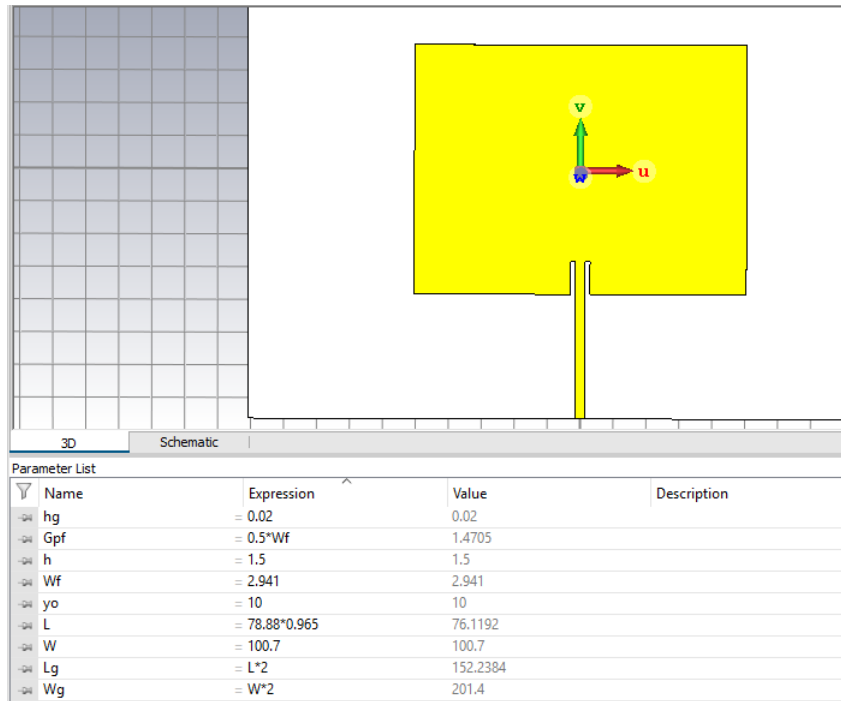 v
u
w
3D Schematic
Parameter List
Name Expression Value Description
hg = 0.02 0.02
Gpf = 0.5*Wf 1.4705
h = 1.5 1.5
Wf = 2.941 2.941
yo = 10 10
L = 78.88*0.965 76.1192
W = 100.7 100.7
Lg = L*2 152.2384
Wg = W*2 201.4